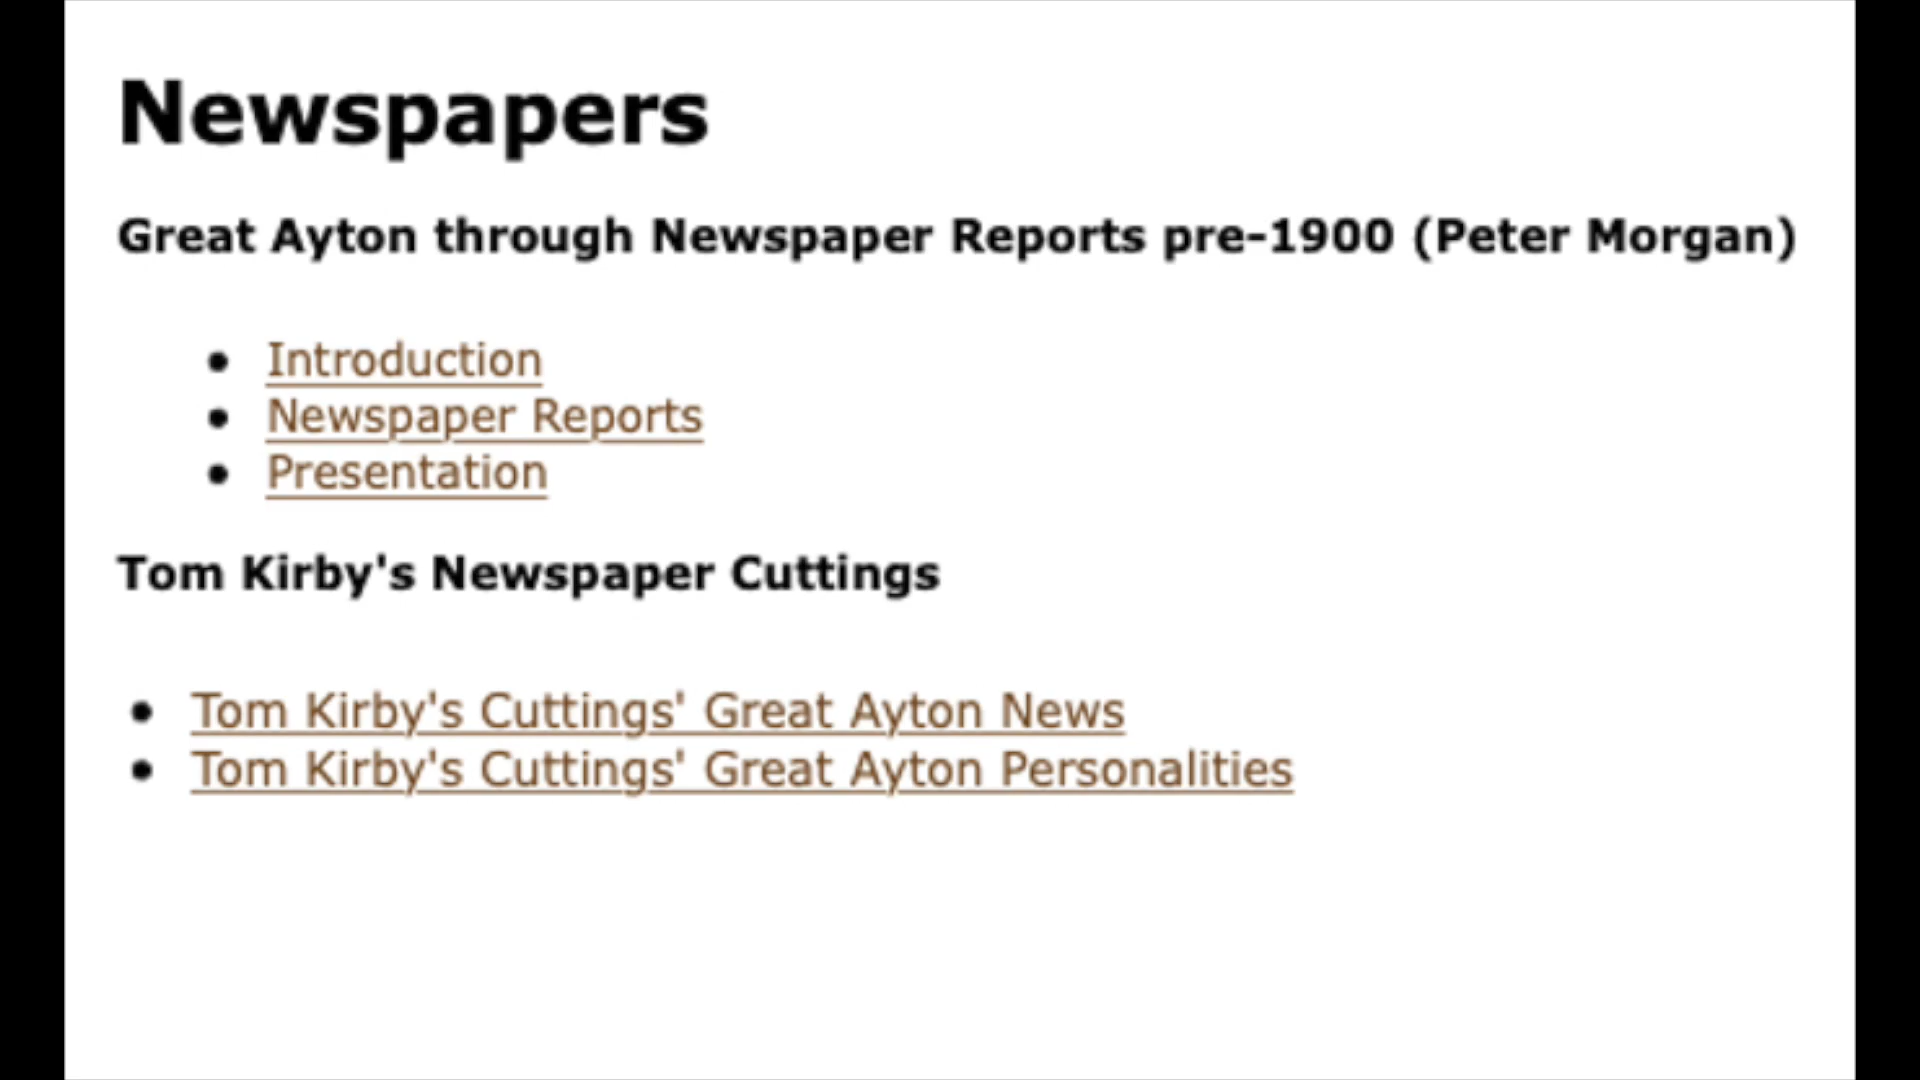 Newspapers
Great Ayton through Newspaper Reports pre-1900 (Peter Morgan)
Introduction
Newspaper Reports
Presentation
Tom Kirby's Newspaper Cuttings
Tom Kirby's Cuttings' Great Ayton News
Tom Kirby's Cuttings' Great Ayton Personalities